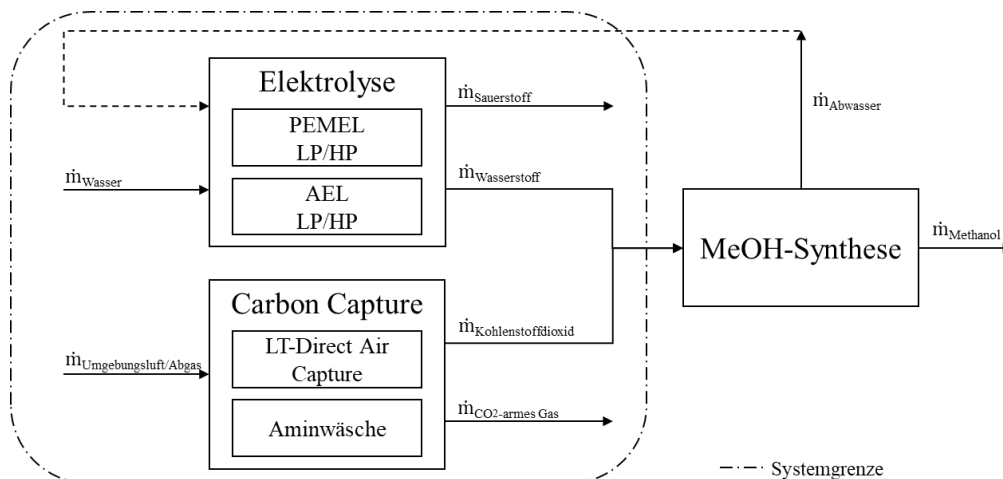 Elektrolyse
PEMEL
LP/HP
AEL
LP/HP
ṁSauerstoff
ṁWasser
ṁWasserstoff
ṁAbwasser
MeOH-Synthese
ṁMethanol
Carbon Capture
LT-Direct Air
Capture
Aminwäsche
ṁKohlenstoffdioxid
ṁUmgebungsluft/Abgas
ṁCO2-armes Gas
Systemgrenze